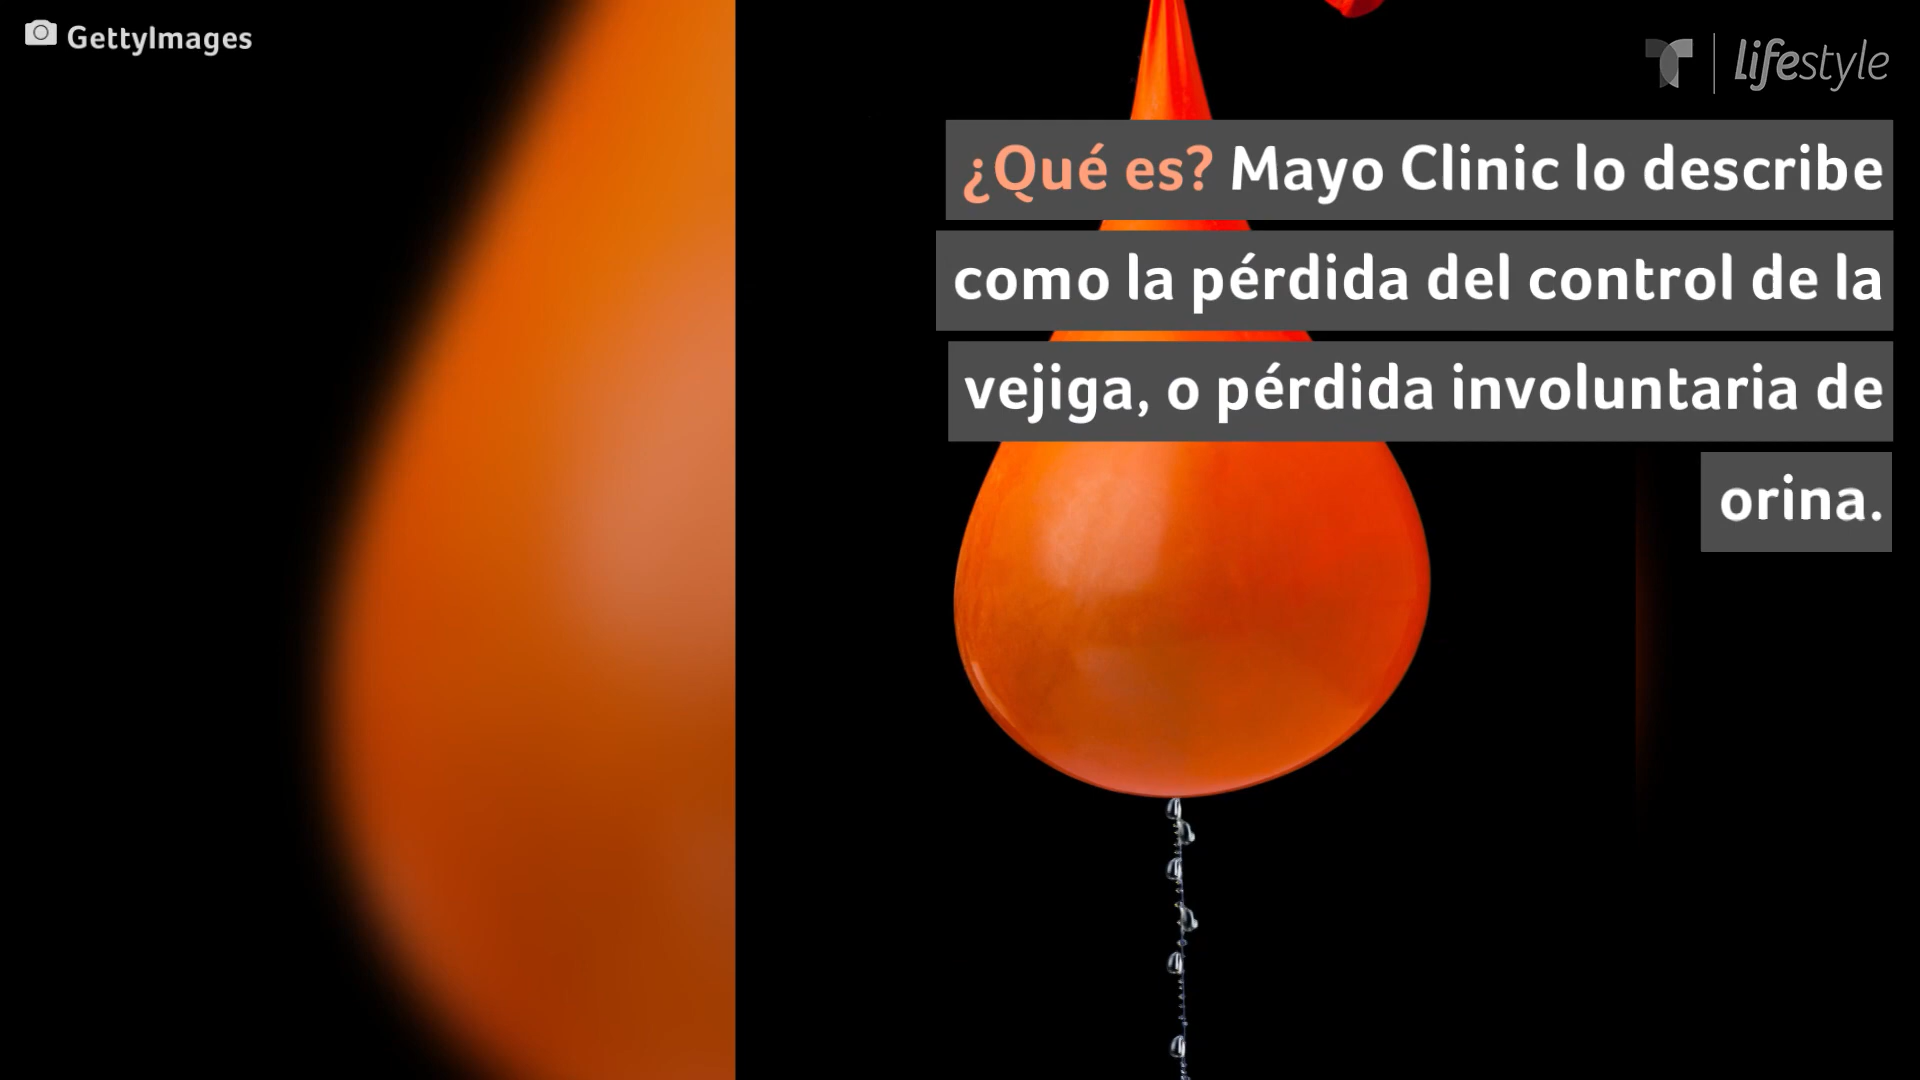 GettyImages
lifestyle
¿Qué es? Mayo Clinic lo describe
como la pérdida del control de la
vejiga, o pérdida involuntaria de
orina.